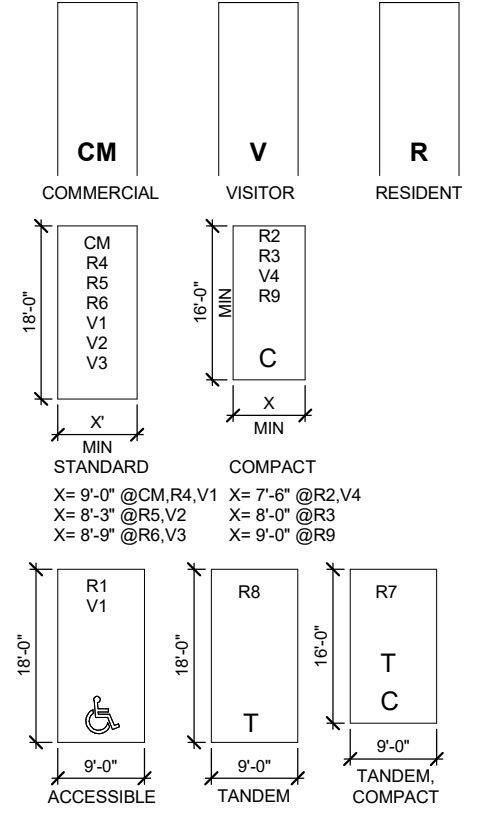 CM V R
COMMERCIAL VISITOR RESIDENT
18'-0"
CM
R4
R5
R6
V1
V2
V3
X'
MIN
STANDARD
16'-0"
MIN
R2
R3
V4
R9
C
X
MIN
COMPACT
X= 9'-0" @CM,R4,V1
X= 8'-3" @R5,V2
X= 8'-9" @R6,V3
X= 7'-6" @R2,V4
X= 8'-0" @R3
X= 9'-0" @R9
18'-0"
R1
V1
9'-0"
ACCESSIBLE
18'-0"
R8
T
9'-0"
TANDEM
16'-0"
R7
T
C
9'-0"
TANDEM,
COMPACT